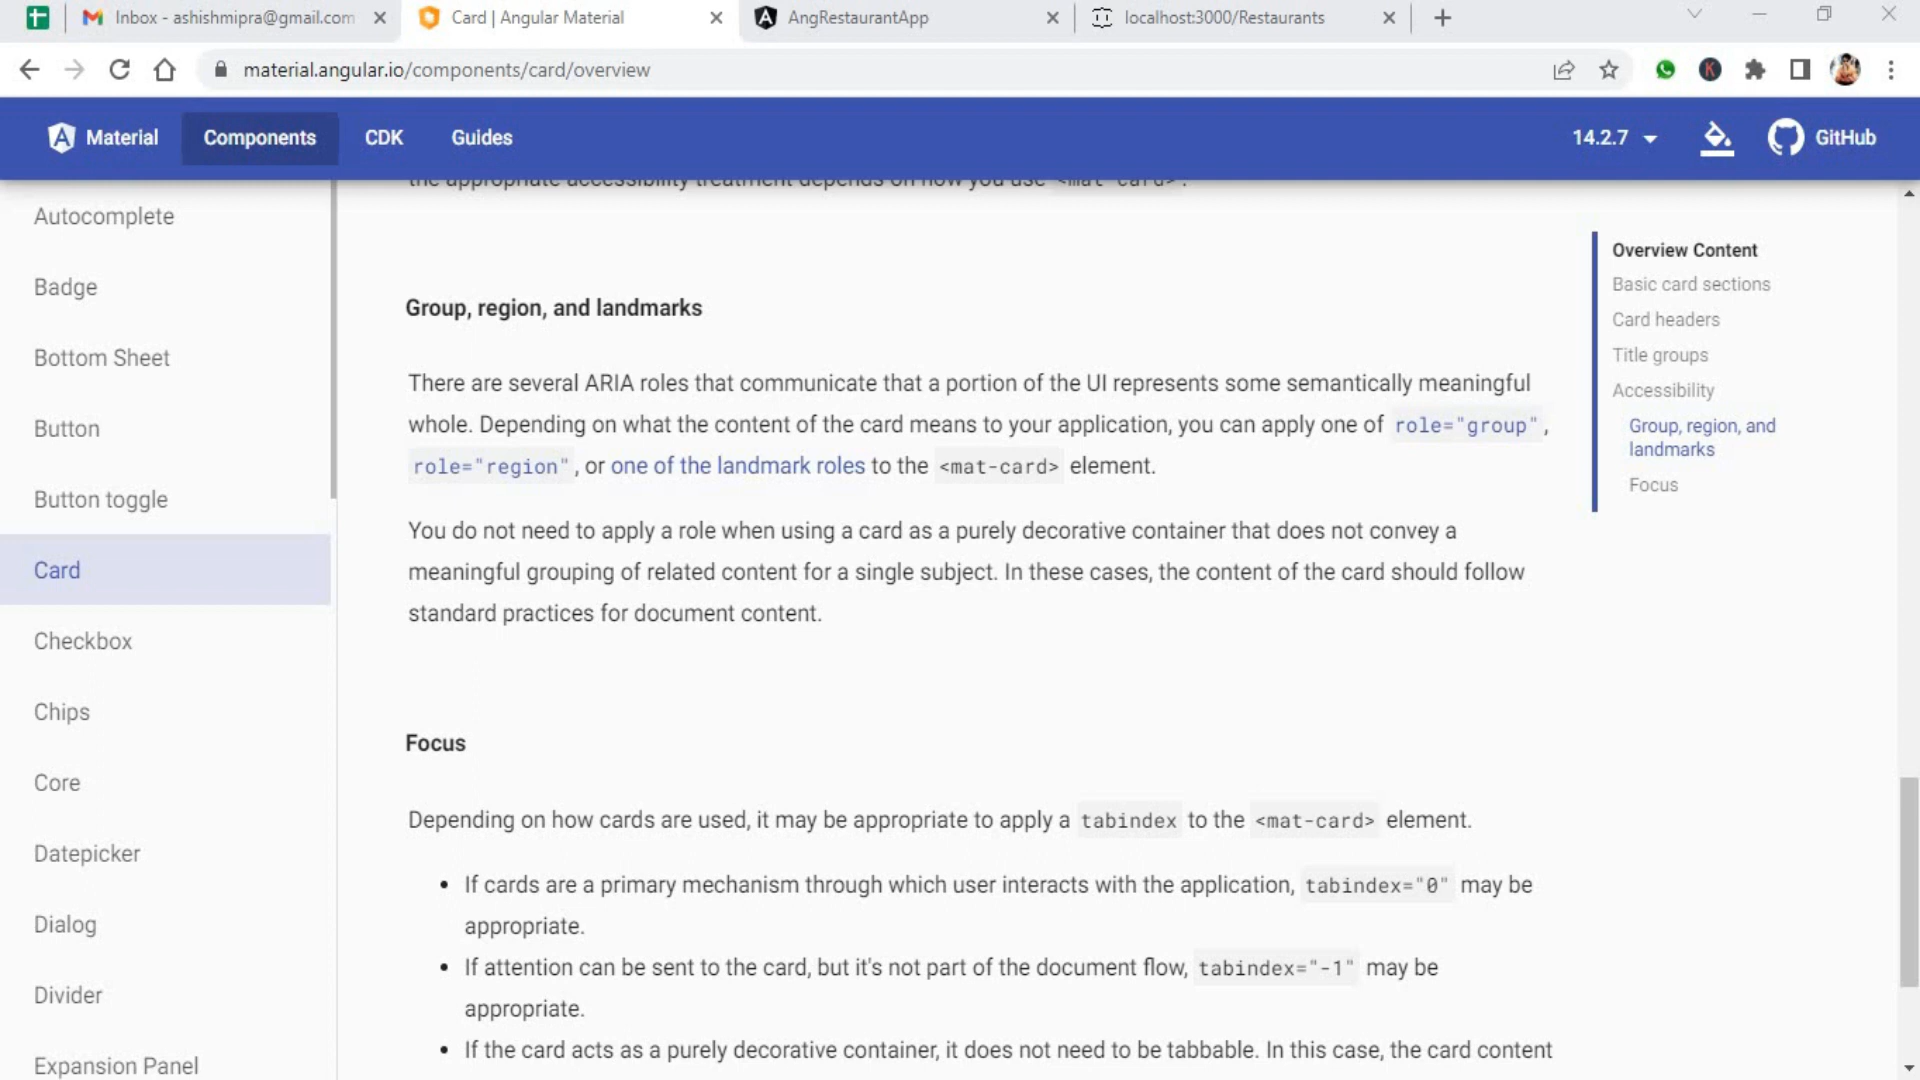 Inbox - ashishmipra@gmail.com
Card | Angular Material
AngRestaurantApp
localhost:3000/Restaurants
material.angular.io/components/card/overview
K
Material
Components
CDK
Guides
14.2.7
GitHub
the appropriate accessibility treatment depends on how you use <mat-card>.
Autocomplete
Badge
Bottom Sheet
Button
Button toggle
Card
Checkbox
Chips
Core
Datepicker
Dialog
Divider
Expansion Panel
Group, region, and landmarks
There are several ARIA roles that communicate that a portion of the UI represents some semantically meaningful
whole. Depending on what the content of the card means to your application, you can apply one of role="group",
role="region", or one of the landmark roles to the <mat-card> element.
You do not need to apply a role when using a card as a purely decorative container that does not convey a
meaningful grouping of related content for a single subject. In these cases, the content of the card should follow
standard practices for document content.
Focus
Depending on how cards are used, it may be appropriate to apply a tabindex to the <mat-card> element.
• If cards are a primary mechanism through which user interacts with the application, tabindex="0" may be
appropriate.
• If attention can be sent to the card, but it's not part of the document flow, tabindex="-1" may be
appropriate.
• If the card acts as a purely decorative container, it does not need to be tabbable. In this case, the card content
Overview Content
Basic card sections
Card headers
Title groups
Accessibility
Group, region, and
landmarks
Focus